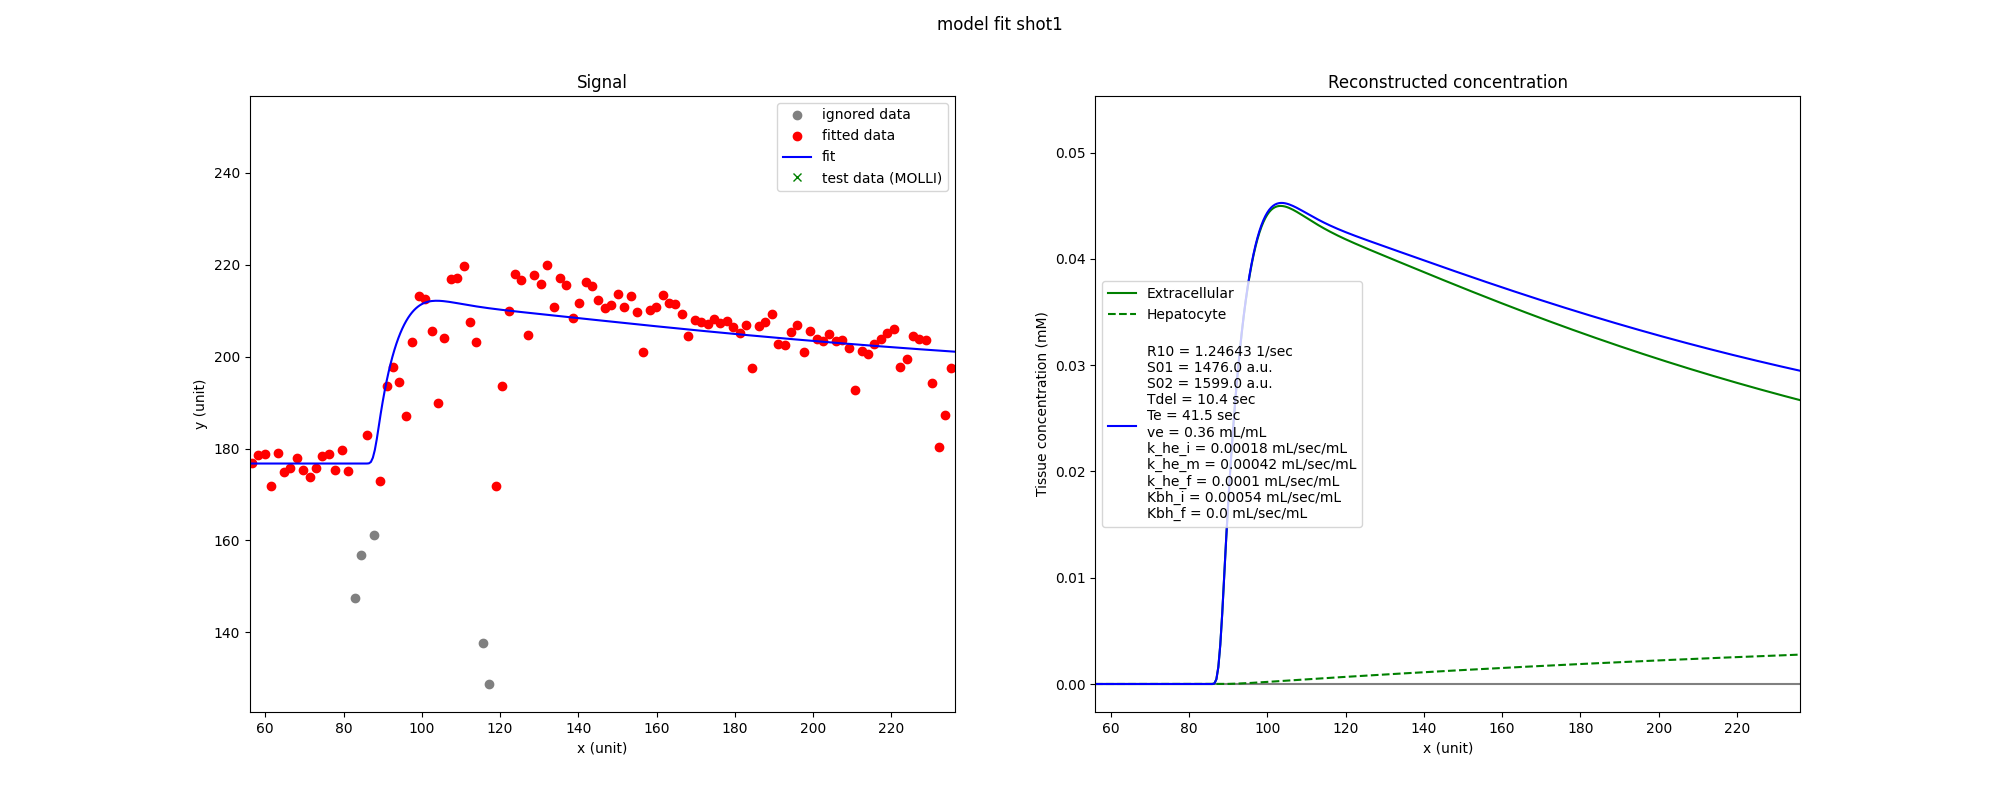 model fit shot1
Signal
ignored data
fitted data
fit
test data (MOLLI)
y (unit)
240
220
200
180
160
140
60 80 100 120 140 160 180 200 220
x (unit)
Reconstructed concentration
Tissue concentration (mM)
0.05
0.04
0.03
0.02
0.01
0.00
Extracellular
Hepatocyte
R10 = 1.24643 1/sec
S01 = 1476.0 a.u.
S02 = 1599.0 a.u.
Tdel = 10.4 sec
Te = 41.5 sec
ve = 0.36 mL/mL
k_he_i = 0.00018 mL/sec/mL
k_he_m = 0.00042 mL/sec/mL
k_he_f = 0.0001 mL/sec/mL
Kbh_i = 0.00054 mL/sec/mL
Kbh_f = 0.0 mL/sec/mL
60 80 100 120 140 160 180 200 220
x (unit)